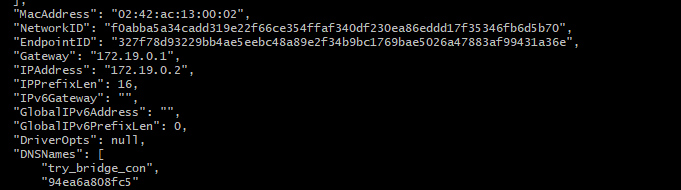 ],
"MacAddress": "02:42:ac:13:00:02",
"NetworkID": "f0abba5a34cadd319e22f66ce354ffaf340df230ea86eddd17f35346fb6d5b70",
"EndpointID": "327f78d93229bb4ae5eebc48a89e2f34b9bc1769bae5026a47883af99431a36e",
"Gateway": "172.19.0.1",
"IPAddress": "172.19.0.2",
"IPPrefixLen": 16,
"IPv6Gateway": "",
"GlobalIPv6Address": "",
"GlobalIPv6PrefixLen": 0,
"DriverOpts": null,
"DNSNames": [
"try_bridge_con",
"94ea6a808fc5"